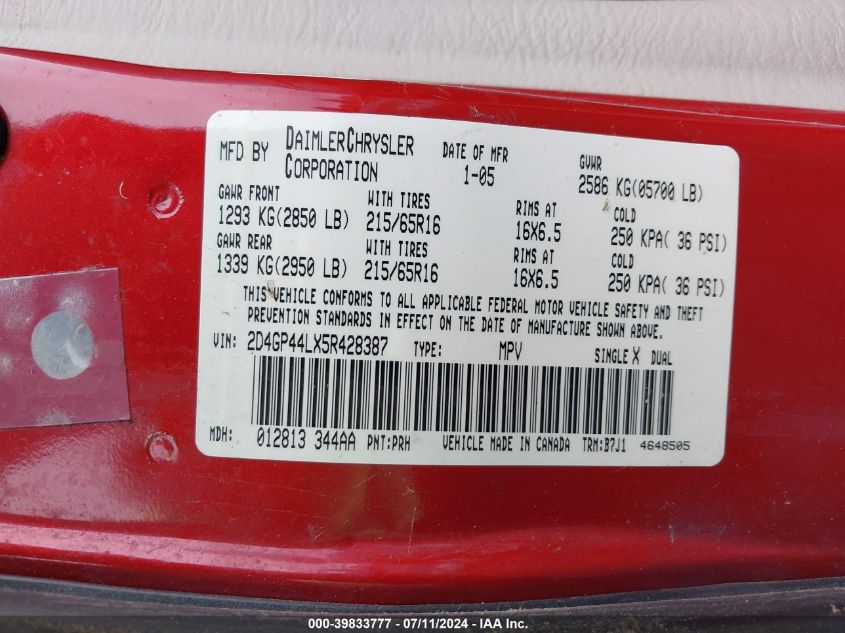 MFD BY DAIMLERCHRYSLER CORPORATION DATE OF MFR 1-05 GVWR 2586 KG(05700 LB)
GAWR FRONT WITH TIRES RIMS AT COLD
1293 KG(2850 LB) 215/65R16 16X6.5 250 KPA( 36 PSI)
GAWR REAR WITH TIRES RIMS AT COLD
1339 KG(2950 LB) 215/65R16 16X6.5 250 KPA( 36 PSI)
THIS VEHICLE CONFORMS TO ALL APPLICABLE FEDERAL MOTOR VEHICLE SAFETY AND THEFT
PREVENTION STANDARDS IN EFFECT ON THE DATE OF MANUFACTURE SHOWN ABOVE.
VIN: 2D4GP44LX5R428387 TYPE: MPV SINGLE X DUAL
MDH: 012813 344AA PNT:PRH VEHICLE MADE IN CANADA TRM:B7J1 4648505
000-39833777 - 07/11/2024 - IAAI.com